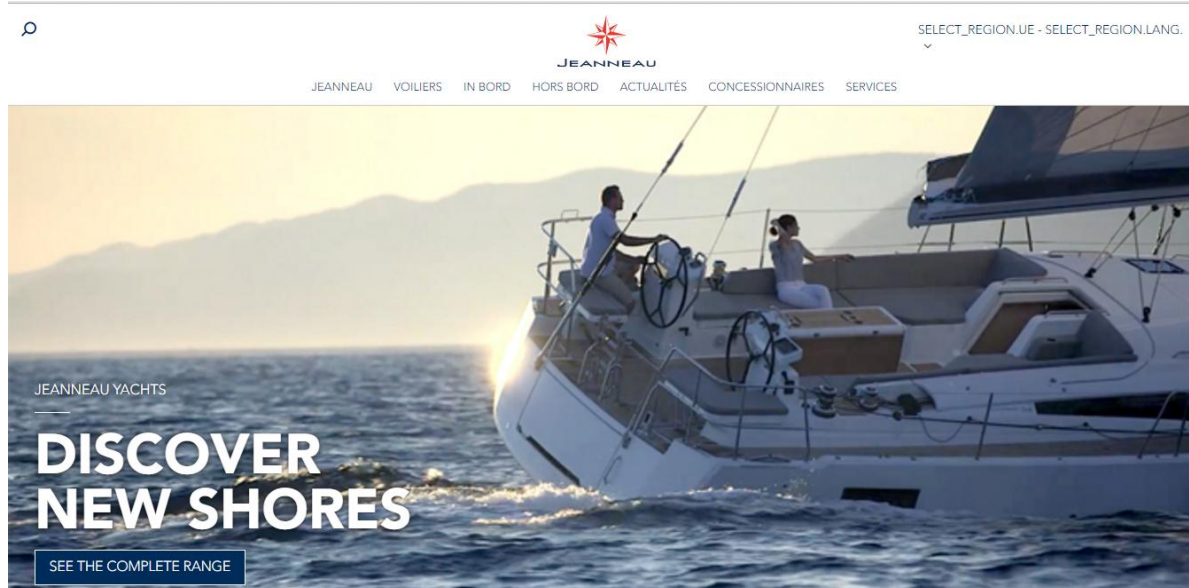 SELECT_REGION.UE - SELECT_REGION.LANG.
JEANNEAU
JEANNEAU VOILIERS IN BORD HORS BORD ACTUALITÉS CONCESSIONNAIRES SERVICES
JEANNEAU YACHTS
DISCOVER
NEW SHORES
SEE THE COMPLETE RANGE